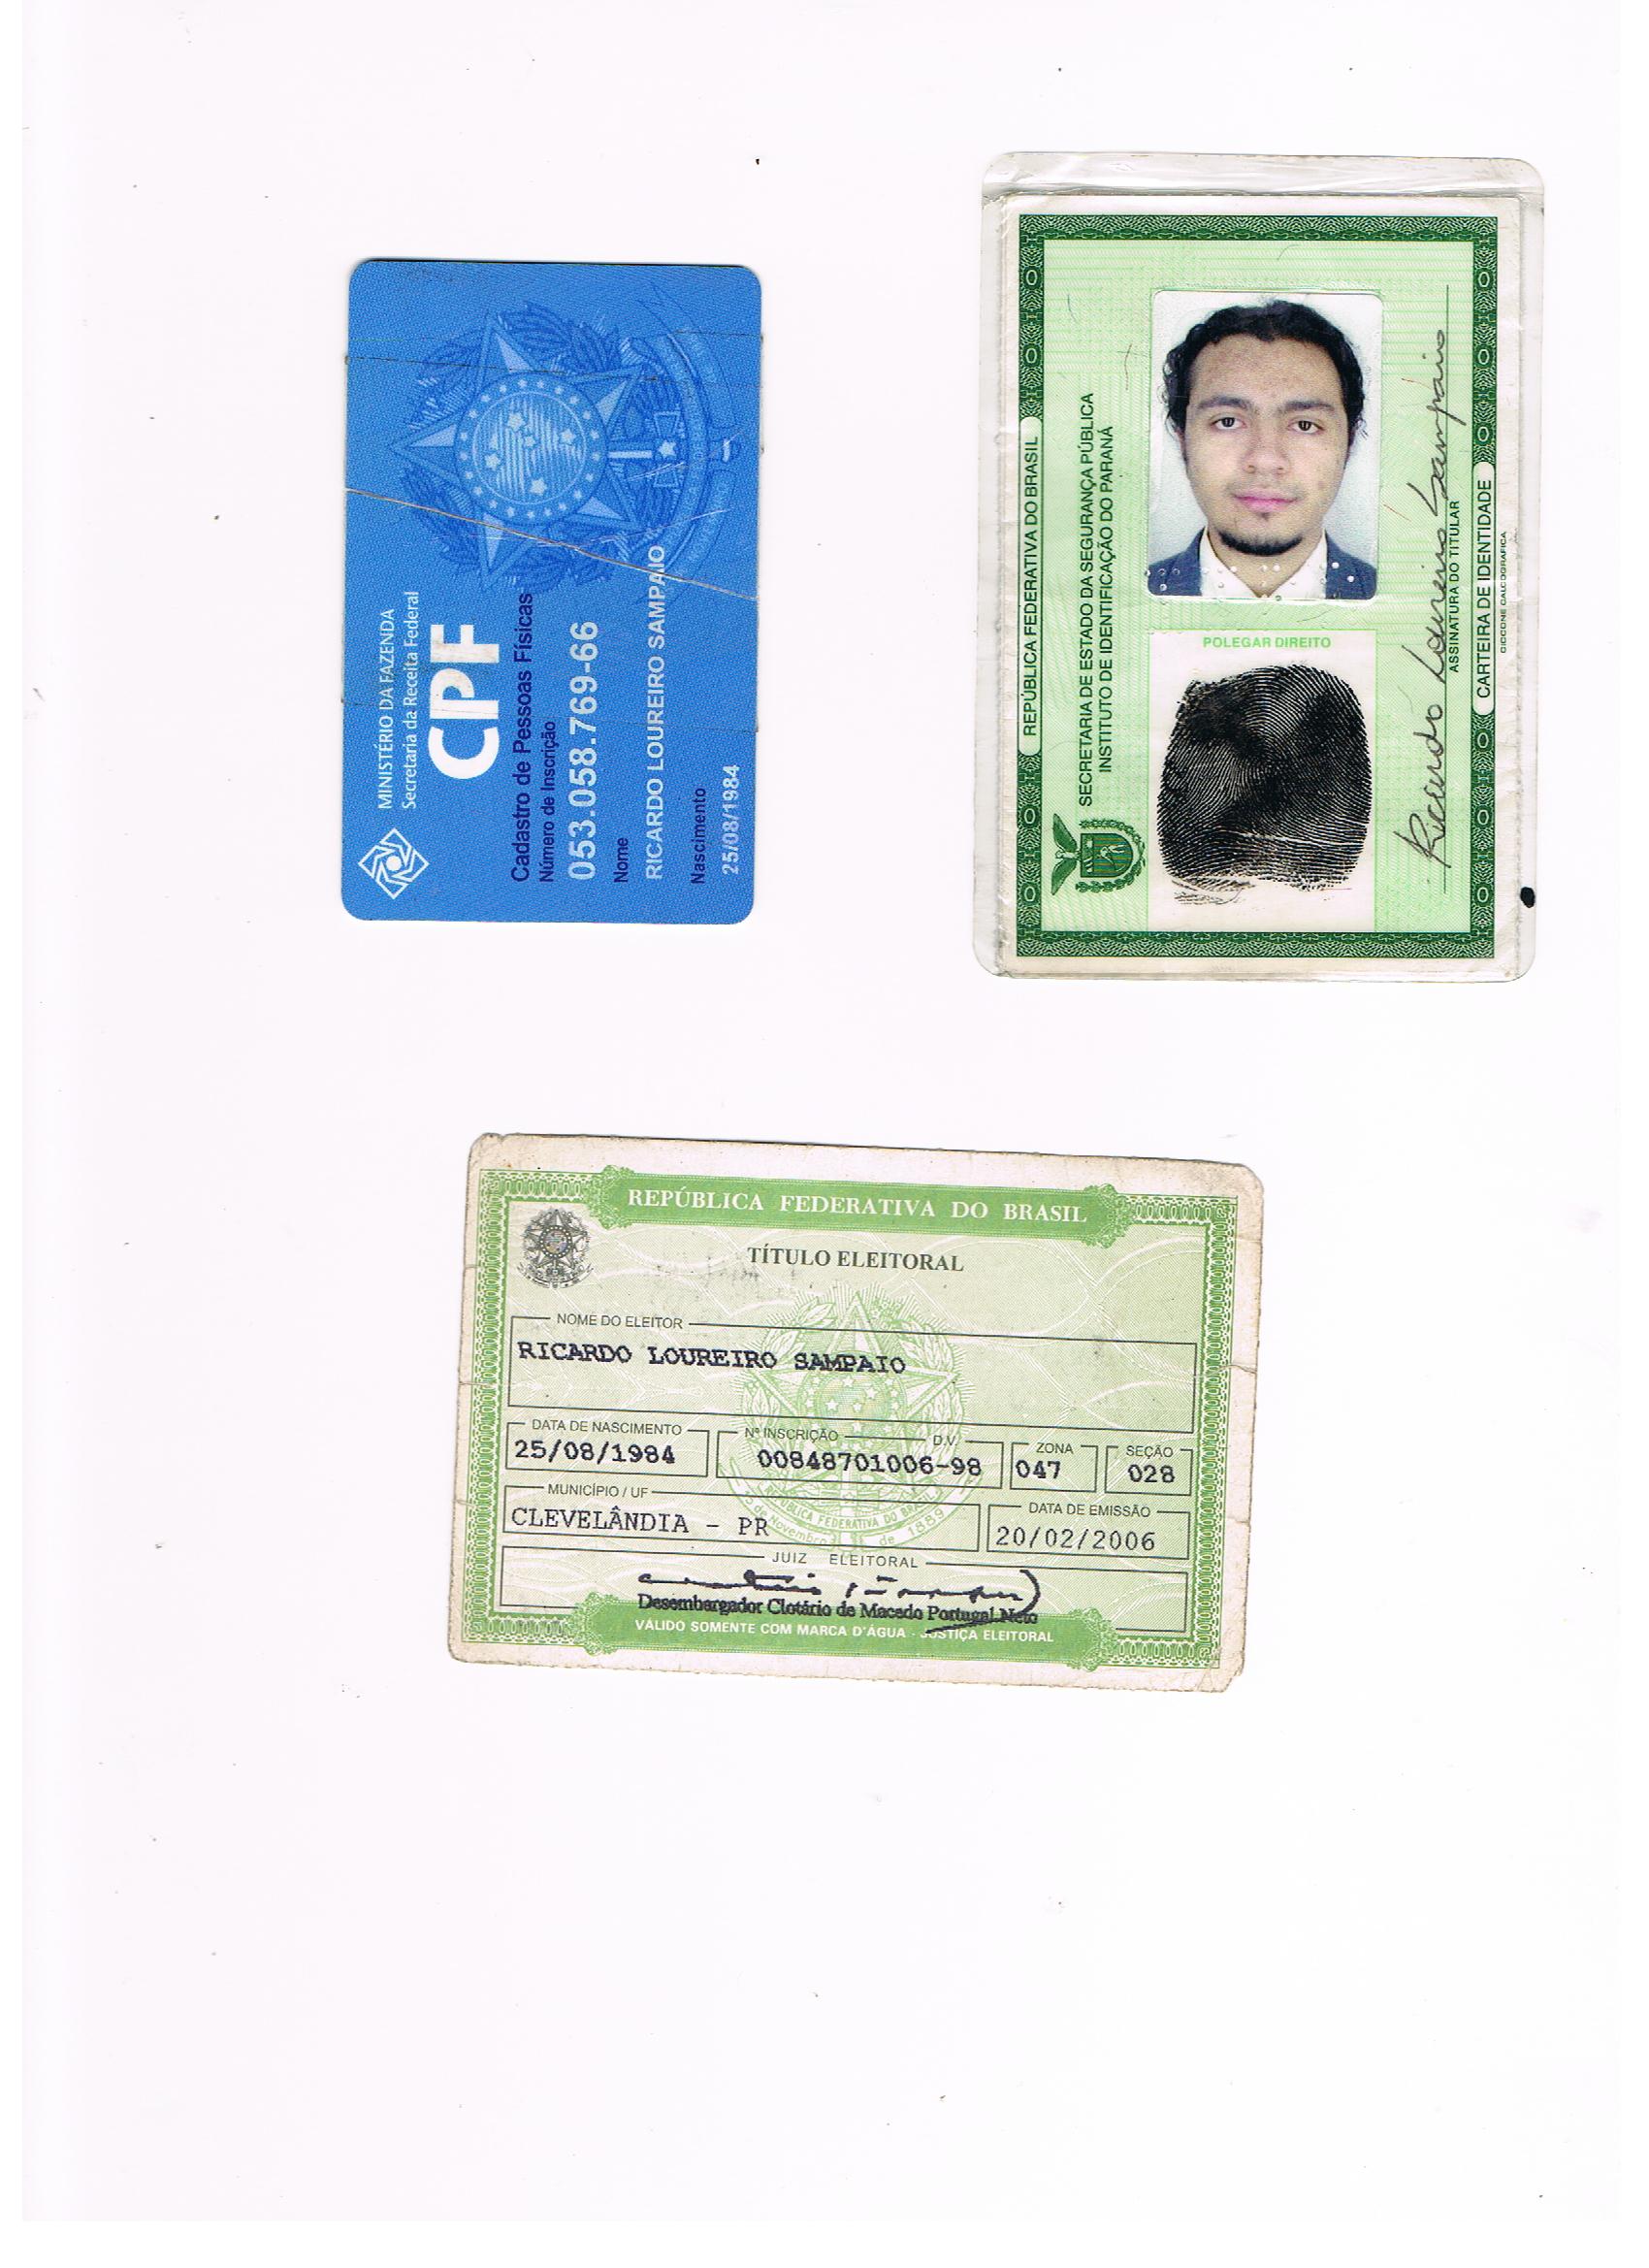 MINISTÉRIO DA FAZENDA
Secretaria da Receita Federal
CPF
Cadastro de Pessoas Físicas
Número de Inscrição
053.058.769-66
Nome
RICARDO LOUREIRO SAMPAIO
Nascimento
25/08/1984
REPÚBLICA FEDERATIVA DO BRASIL
SECRETARIA DE ESTADO DA SEGURANÇA PÚBLICA
INSTITUTO DE IDENTIFICAÇÃO DO PARANÁ
POLEGAR DIREITO
Ricardo Loureiro Sampaio
ASSINATURA DO TITULAR
CARTEIRA DE IDENTIDADE
REPÚBLICA FEDERATIVA DO BRASIL
TÍTULO ELEITORAL
NOME DO ELEITOR
RICARDO LOUREIRO SAMPAIO
DATA DE NASCIMENTO Nº INSCRIÇÃO D.V. ZONA SEÇÃO
25/08/1984 00848701006-98 047 028
MUNICÍPIO / UF DATA DE EMISSÃO
CLEVELÂNDIA - PR 20/02/2006
JUIZ ELEITORAL
Desembargador Clotário de Macedo Portugal Neto
VÁLIDO SOMENTE COM MARCA D'ÁGUA - JUSTIÇA ELEITORAL